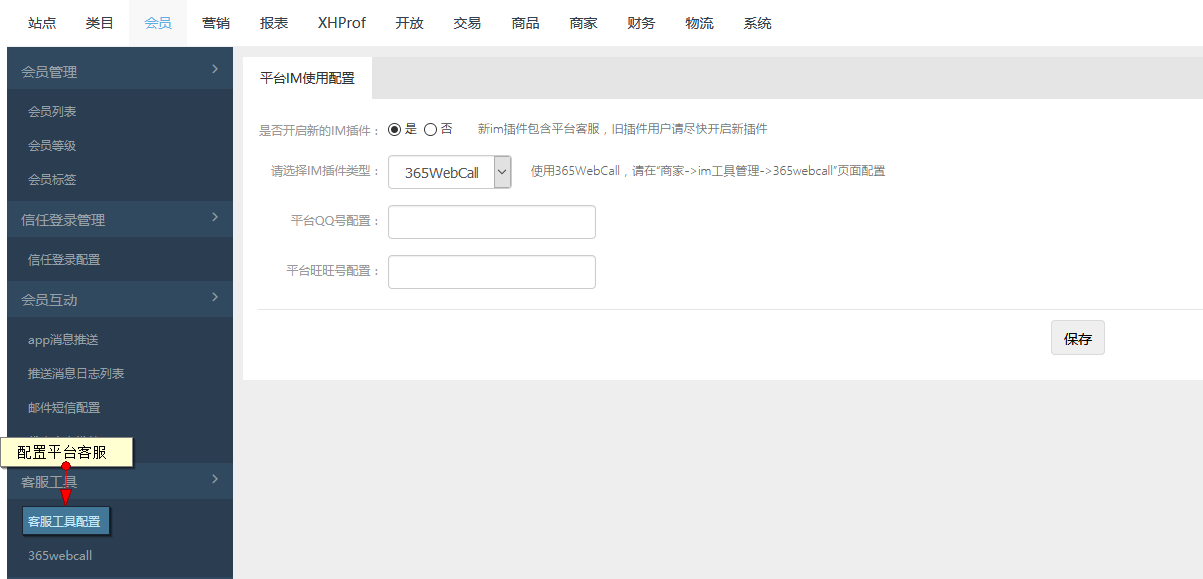 站点 类目 会员 营销 报表 XHProf 开放 交易 商品 商家 财务 物流 系统
会员管理
会员列表
会员等级
会员标签
信任登录管理
信任登录配置
会员互动
app消息推送
推送消息日志列表
邮件短信配置
配置平台客服
客服工具
客服工具配置
365webcall
平台IM使用配置
是否开启新的IM插件： 是 否 新im插件包含平台客服，旧插件用户请尽快开启新插件
请选择IM插件类型： 365WebCall 使用365WebCall，请在"商家->im工具管理->365webcall"页面配置
平台QQ号配置：
平台旺旺号配置：
保存